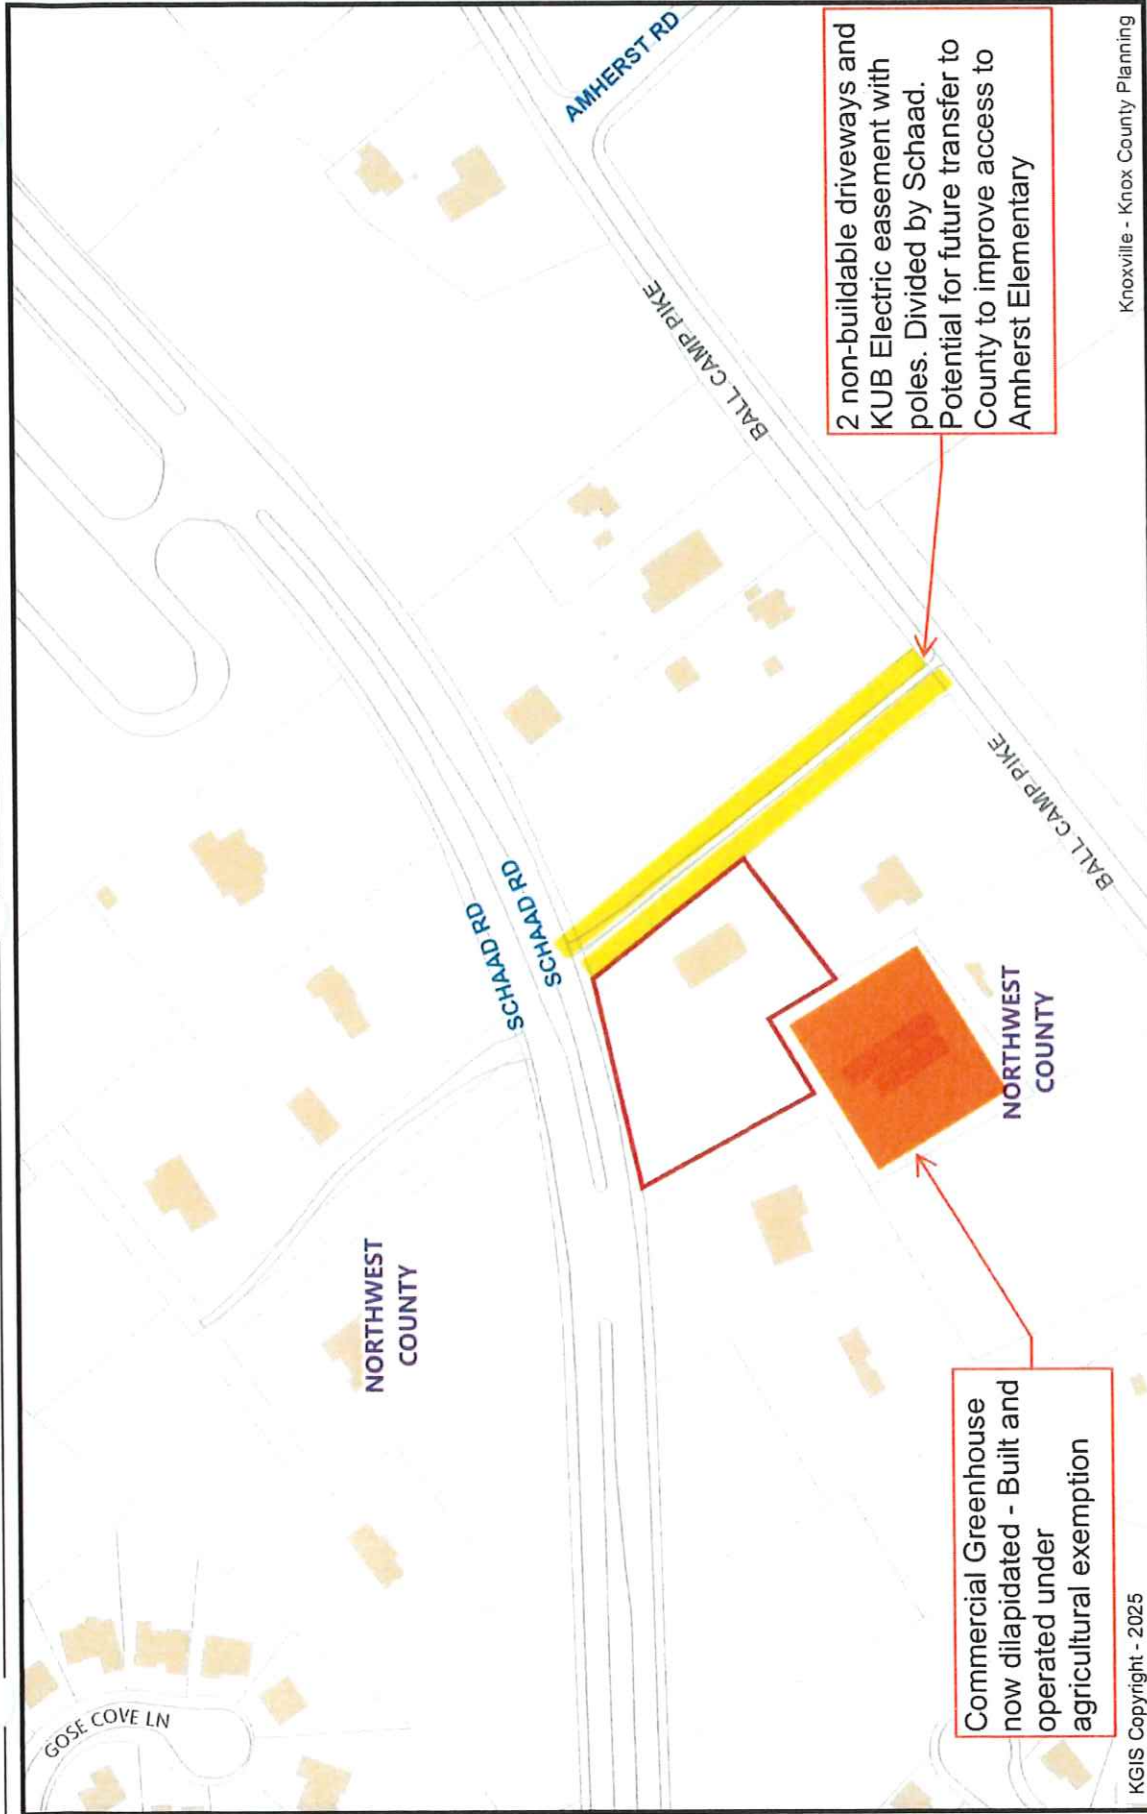 GOSE COVE LN
NORTHWEST
COUNTY
SCHAAD RD
SCHAAD RD
AMHERST RD
BALL CAMP PIKE
BALL CAMP PIKE
NORTHWEST
COUNTY
Commercial Greenhouse
now dilapidated - Built and
operated under
agricultural exemption
2 non-buildable driveways and
KUB Electric easement with
poles. Divided by Schaad.
Potential for future transfer to
County to improve access to
Amherst Elementary
KGIS Copyright - 2025
Knoxville - Knox County Planning